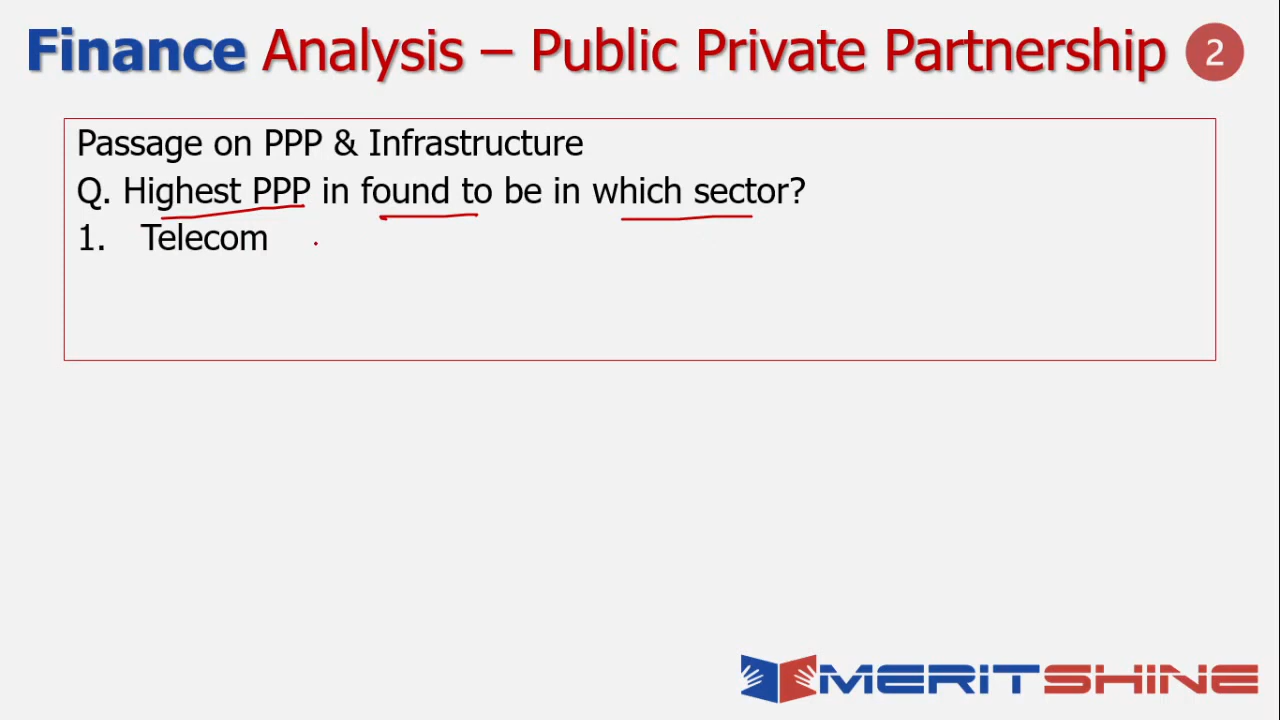 Finance Analysis – Public Private Partnership 2
Passage on PPP & Infrastructure
Q. Highest PPP in found to be in which sector?
1. Telecom
MERITSHINE